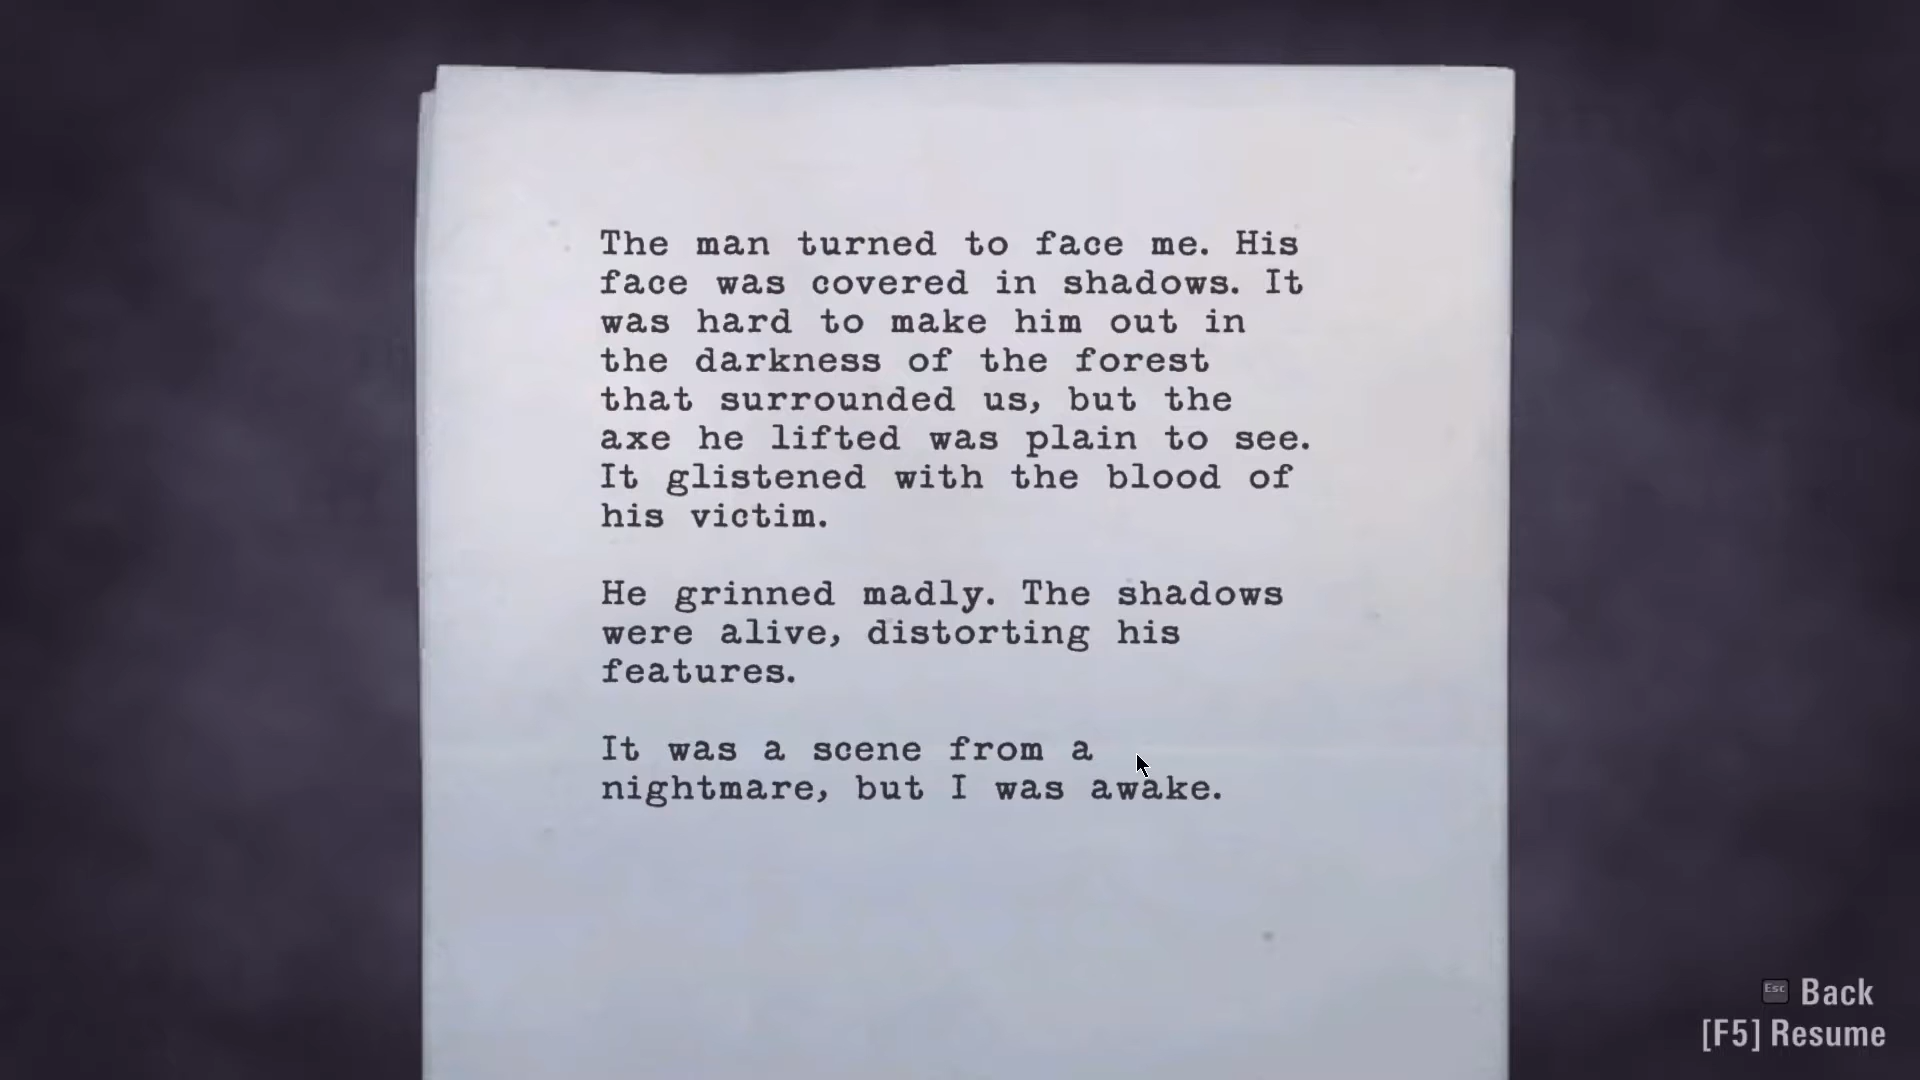 The man turned to face me. His
face was covered in shadows. It
was hard to make him out in
the darkness of the forest
that surrounded us, but the
axe he lifted was plain to see.
It glistened with the blood of
his victim.
He grinned madly. The shadows
were alive, distorting his
features.
It was a scene from a
nightmare, but I was awake.
Esc Back
[F5] Resume